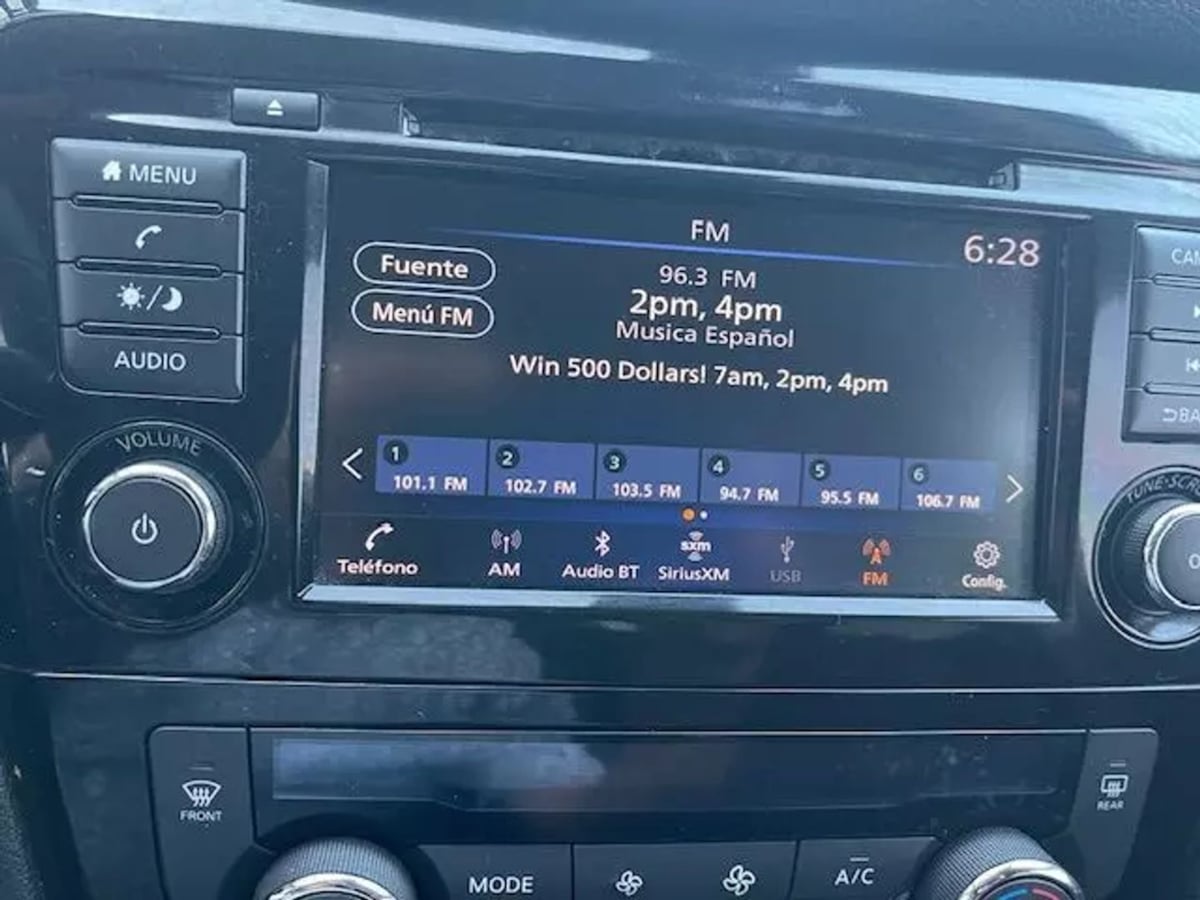 MENU
AUDIO
VOLUME
FM
6:28
Fuente
Menú FM
96.3 FM
2pm, 4pm
Musica Español
Win 500 Dollars! 7am, 2pm, 4pm
1 2 3 4 5 6
101.1 FM 102.7 FM 103.5 FM 94.7 FM 95.5 FM 106.7 FM
sxm
Teléfono AM Audio BT SiriusXM USB FM Config.
FRONT
REAR
MODE
A/C